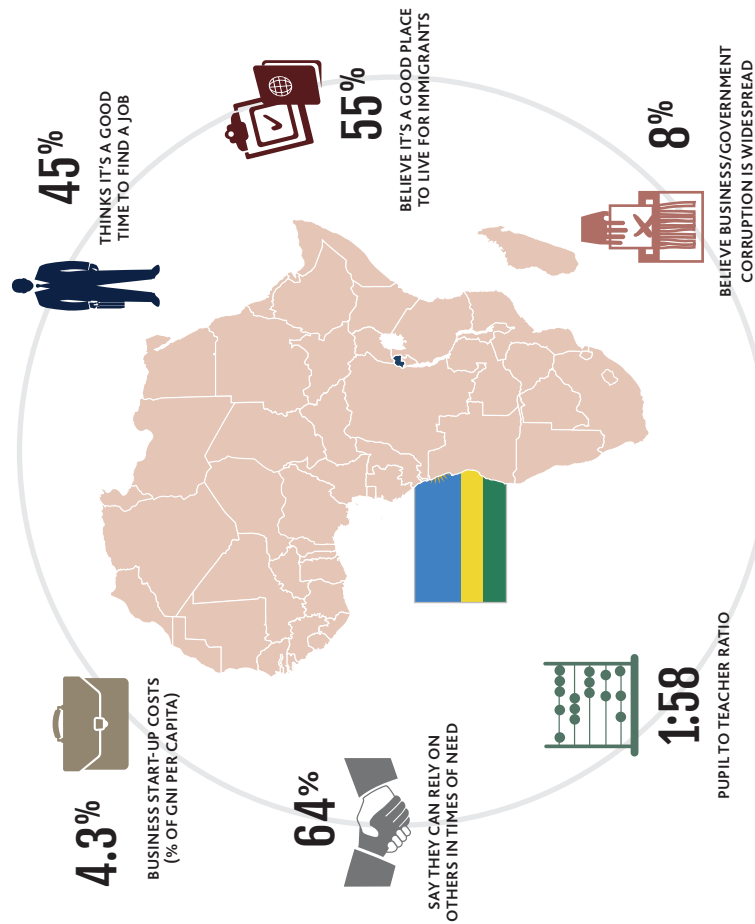 4.3%
BUSINESS START-UP COSTS
(% OF GNI PER CAPITA)
45%
THINKS IT'S A GOOD
TIME TO FIND A JOB
64%
SAY THEY CAN RELY ON
OTHERS IN TIMES OF NEED
55%
BELIEVE IT'S A GOOD PLACE
TO LIVE FOR IMMIGRANTS
1:58
PUPIL TO TEACHER RATIO
8%
BELIEVE BUSINESS/GOVERNMENT
CORRUPTION IS WIDESPREAD